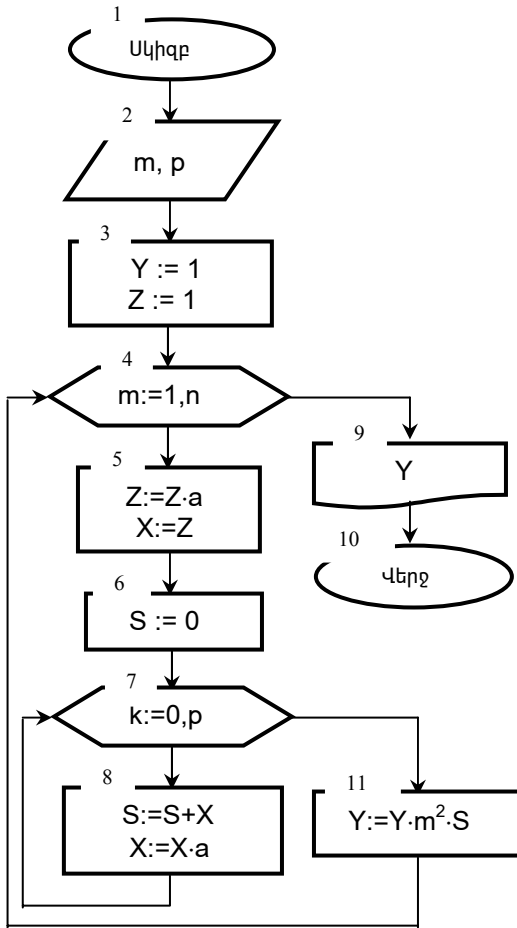 1
Սկիզբ
2
m, p
3
Y := 1
Z := 1
4
m:=1,n
5
Z:=Z·a
X:=Z
6
S := 0
7
k:=0,p
8
S:=S+X
X:=X·a
9
Y
10
Վերջ
11
Y:=Y·m²·S